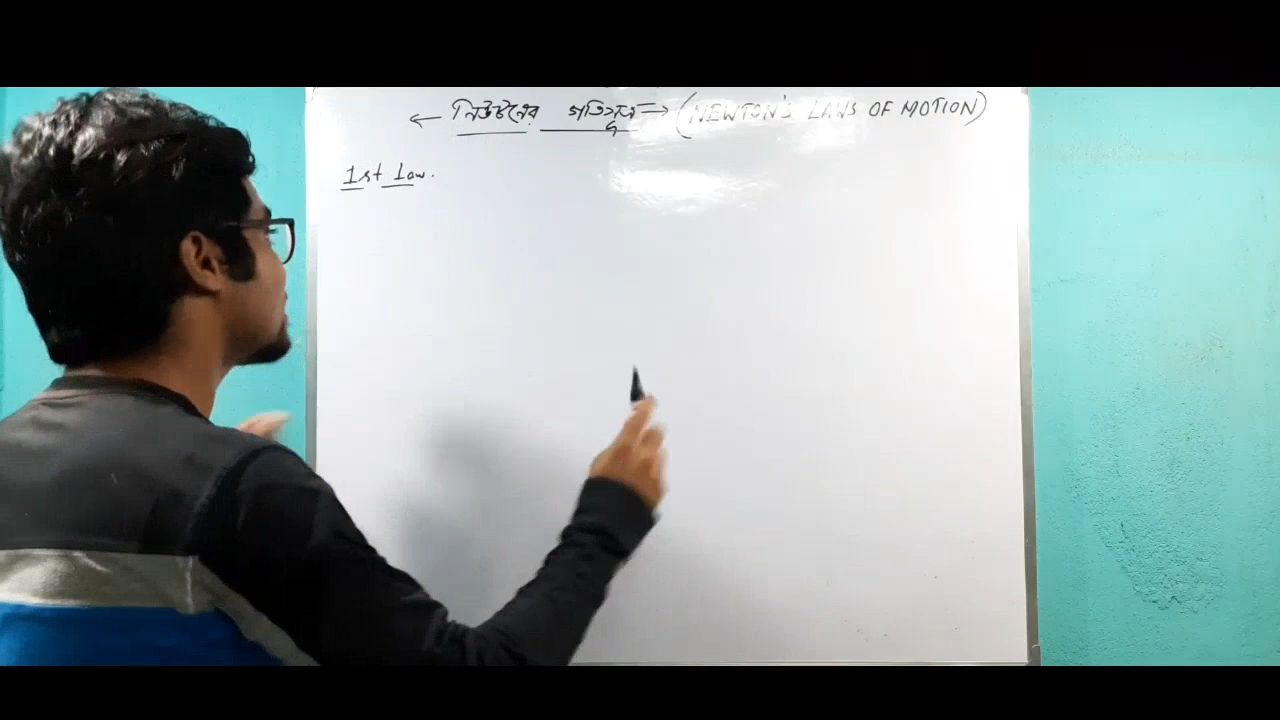 ← নিউটনের গতিসূত্র → (NEWTON'S LAWS OF MOTION)
1st Law.